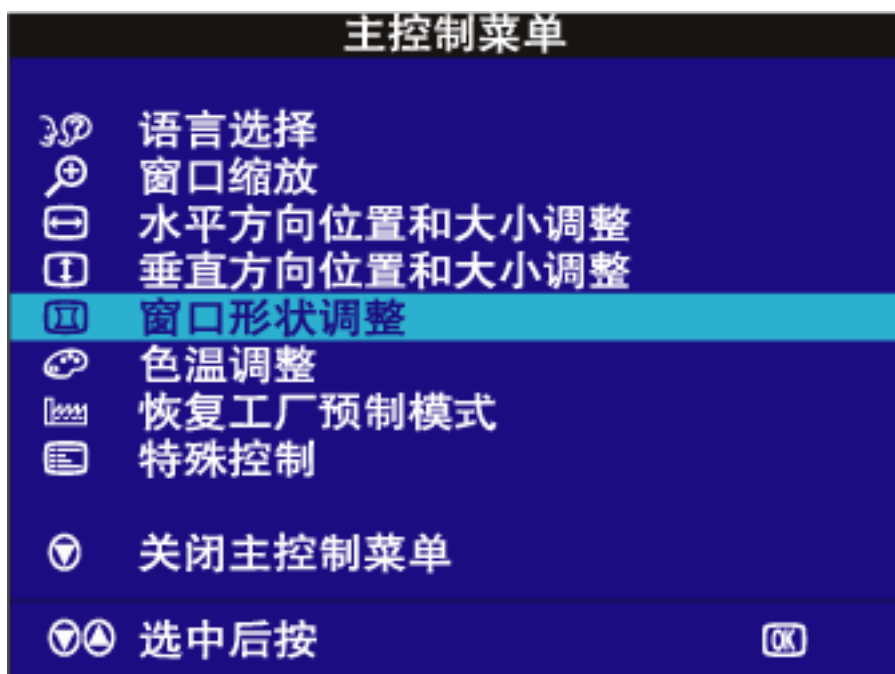 主控制菜单
语言选择
窗口缩放
水平方向位置和大小调整
垂直方向位置和大小调整
窗口形状调整
色温调整
恢复工厂预制模式
特殊控制
关闭主控制菜单
选中后按 OK